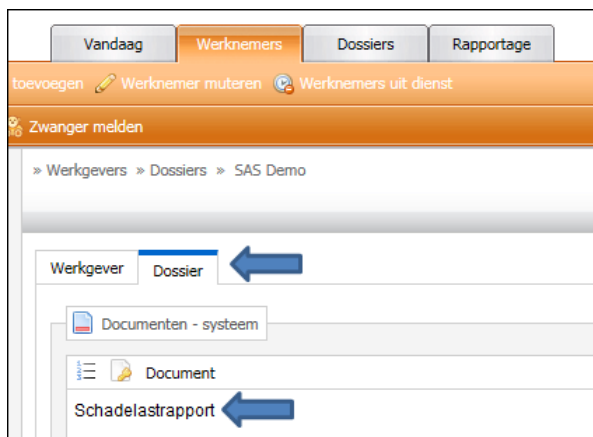 Vandaag Werknemers Dossiers Rapportage
toevoegen Werknemer muteren Werknemers uit dienst
Zwanger melden
» Werkgevers » Dossiers » SAS Demo
Werkgever Dossier
Documenten - systeem
Document
Schadelastrapport